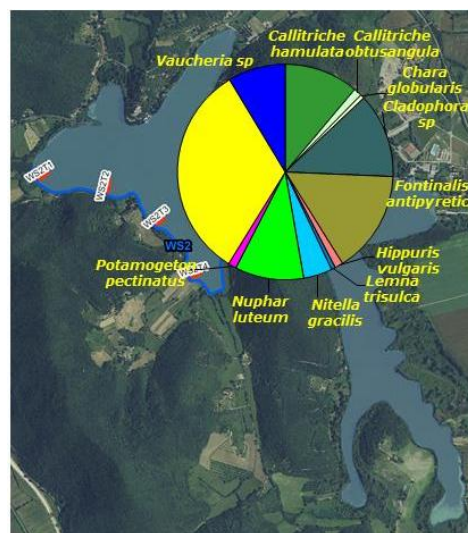 Callitriche
hamulata
Callitriche
obtusangula
Vaucheria sp
Chara
globularis
Cladophora
sp
Fontinalis
antipyretic
WS2T1
WS2T2
WS2T3
WS2
Hippuris
vulgaris
Lemna
trisulca
Potamogeton
pectinatus
Nuphar
luteum
Nitella
gracilis